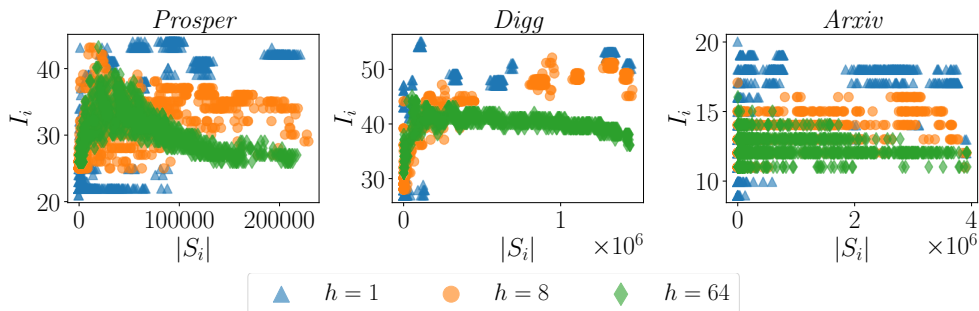 Prosper
I_i
40
30
20
0
100000
200000
|S_i|
Digg
I_i
50
40
30
0
1
|S_i|
×10^6
Arxiv
I_i
20
15
10
0
2
4
|S_i|
×10^6
h = 1
h = 8
h = 64